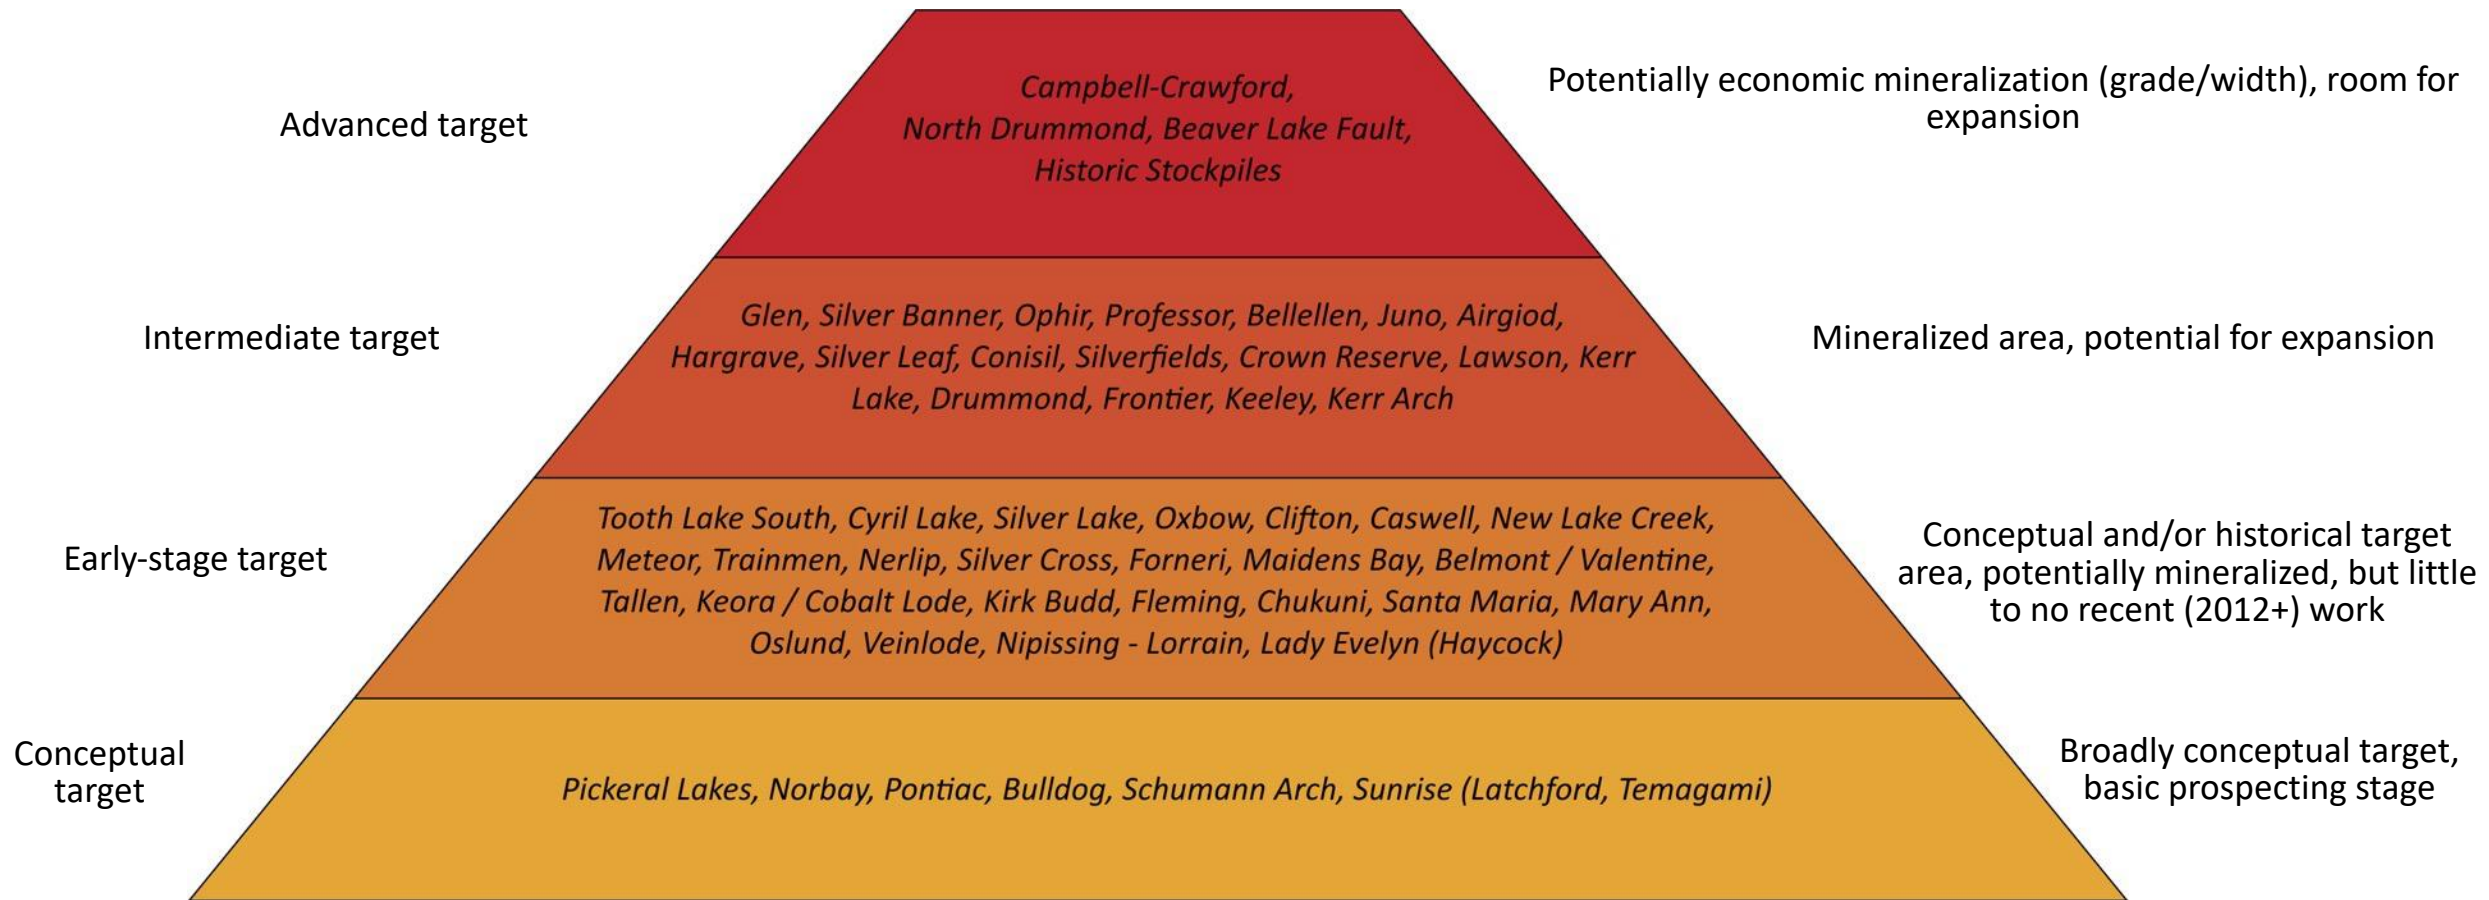 Advanced target
Campbell-Crawford,
North Drummond, Beaver Lake Fault,
Historic Stockpiles
Potentially economic mineralization (grade/width), room for
expansion
Intermediate target
Glen, Silver Banner, Ophir, Professor, Bellellen, Juno, Airgiod,
Hargrave, Silver Leaf, Conisil, Silverfields, Crown Reserve, Lawson, Kerr
Lake, Drummond, Frontier, Keeley, Kerr Arch
Mineralized area, potential for expansion
Early-stage target
Tooth Lake South, Cyril Lake, Silver Lake, Oxbow, Clifton, Caswell, New Lake Creek,
Meteor, Trainmen, Nerlip, Silver Cross, Forneri, Maidens Bay, Belmont / Valentine,
Tallen, Keora / Cobalt Lode, Kirk Budd, Fleming, Chukuni, Santa Maria, Mary Ann,
Oslund, Veinlode, Nipissing - Lorrain, Lady Evelyn (Haycock)
Conceptual and/or historical target
area, potentially mineralized, but little
to no recent (2012+) work
Conceptual
target
Pickeral Lakes, Norbay, Pontiac, Bulldog, Schumann Arch, Sunrise (Latchford, Temagami)
Broadly conceptual target,
basic prospecting stage